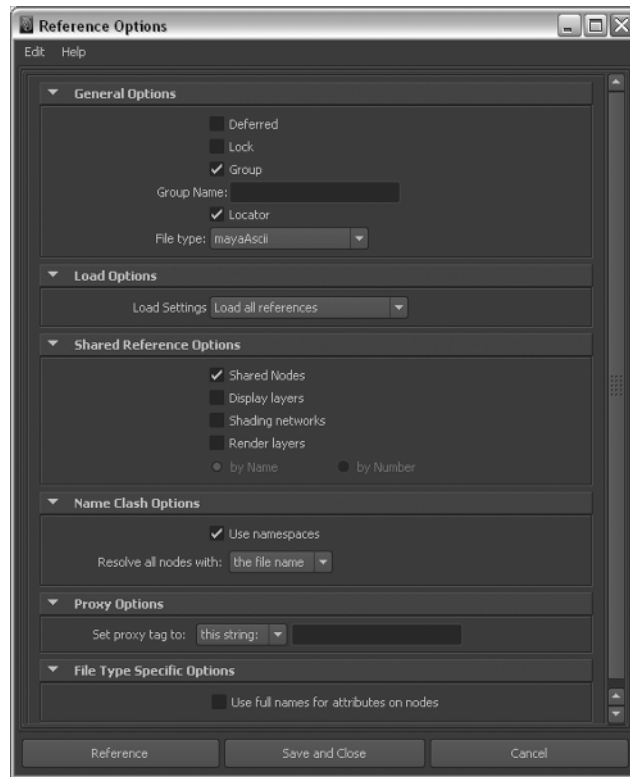 Reference Options
Edit Help
General Options
Deferred
Lock
Group
Group Name:
Locator
File type: mayaAscii
Load Options
Load Settings Load all references
Shared Reference Options
Shared Nodes
Display layers
Shading networks
Render layers
by Name by Number
Name Clash Options
Use namespaces
Resolve all nodes with: the file name
Proxy Options
Set proxy tag to: this string:
File Type Specific Options
Use full names for attributes on nodes
Reference Save and Close Cancel